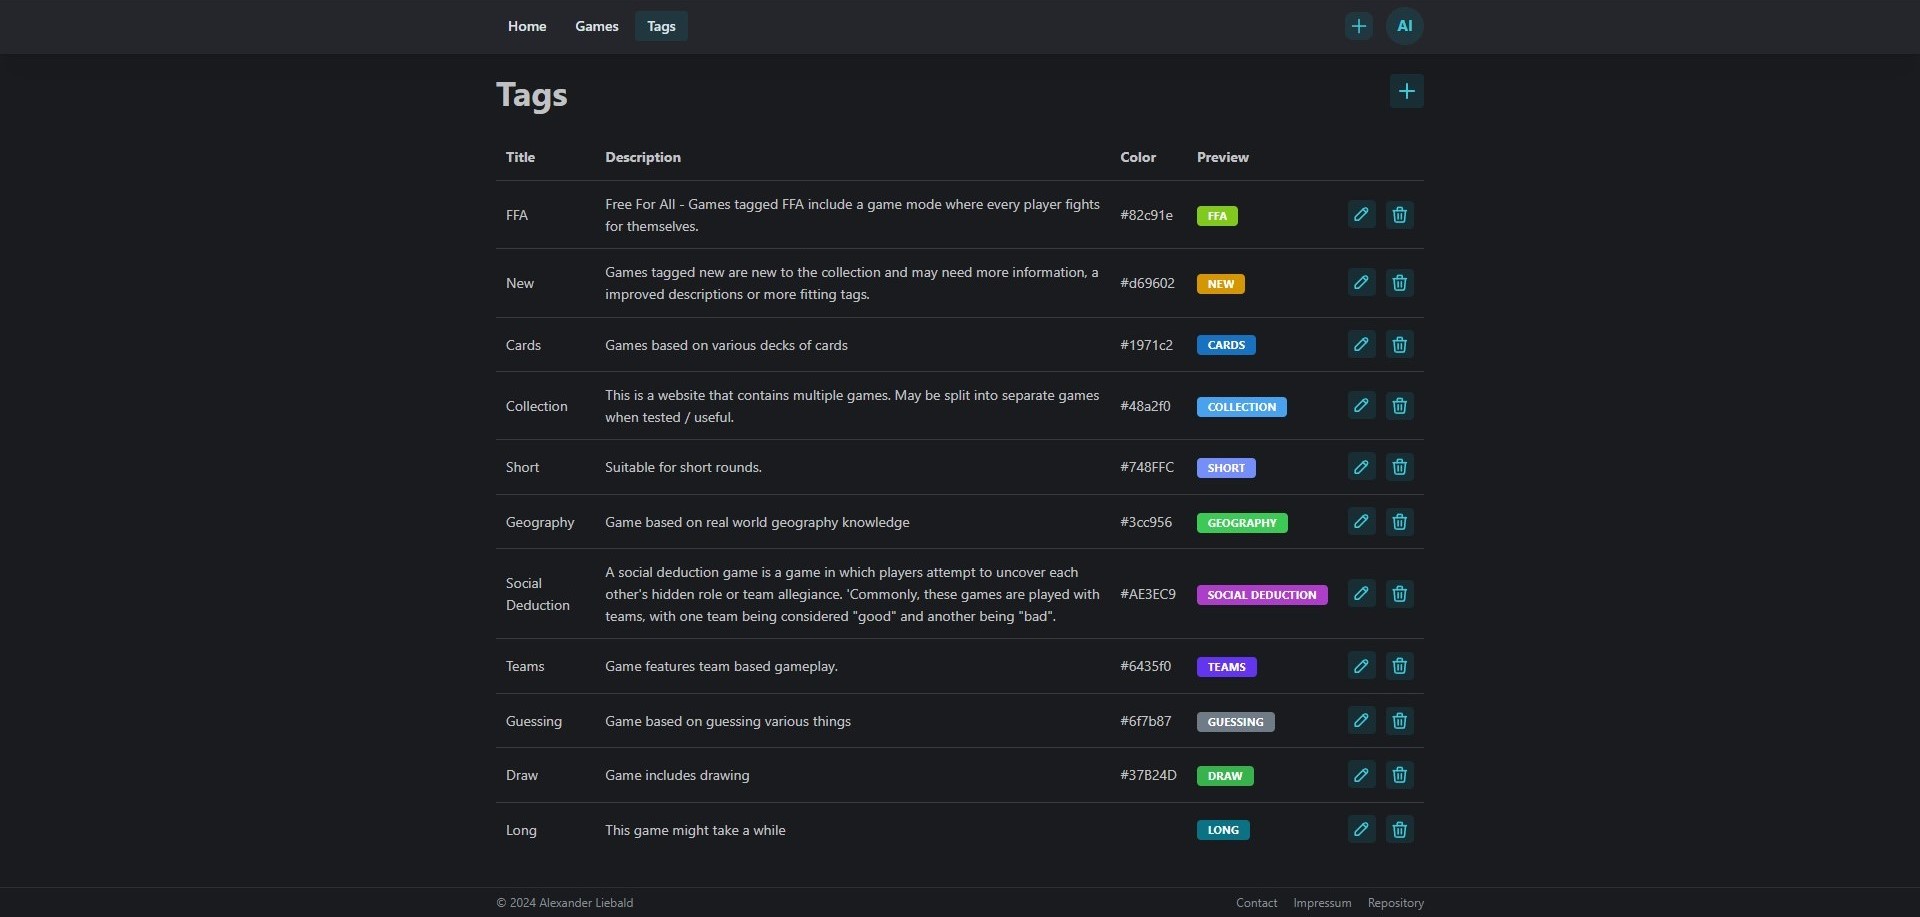 Home Games Tags AI
Tags
Title Description Color Preview
FFA Free For All - Games tagged FFA include a game mode where every player fights #82c91e FFA
for themselves.
New Games tagged new are new to the collection and may need more information, a #d69602 NEW
improved descriptions or more fitting tags.
Cards Games based on various decks of cards #1971c2 CARDS
Collection This is a website that contains multiple games. May be split into separate games #48a2f0 COLLECTION
when tested / useful.
Short Suitable for short rounds. #748FFC SHORT
Geography Game based on real world geography knowledge #3cc956 GEOGRAPHY
Social Deduction A social deduction game is a game in which players attempt to uncover each
other's hidden role or team allegiance. 'Commonly, these games are played with #AE3EC9 SOCIAL DEDUCTION
teams, with one team being considered "good" and another being "bad".
Teams Game features team based gameplay. #6435f0 TEAMS
Guessing Game based on guessing various things #6f7b87 GUESSING
Draw Game includes drawing #37B24D DRAW
Long This game might take a while LONG
© 2024 Alexander Liebald Contact Impressum Repository